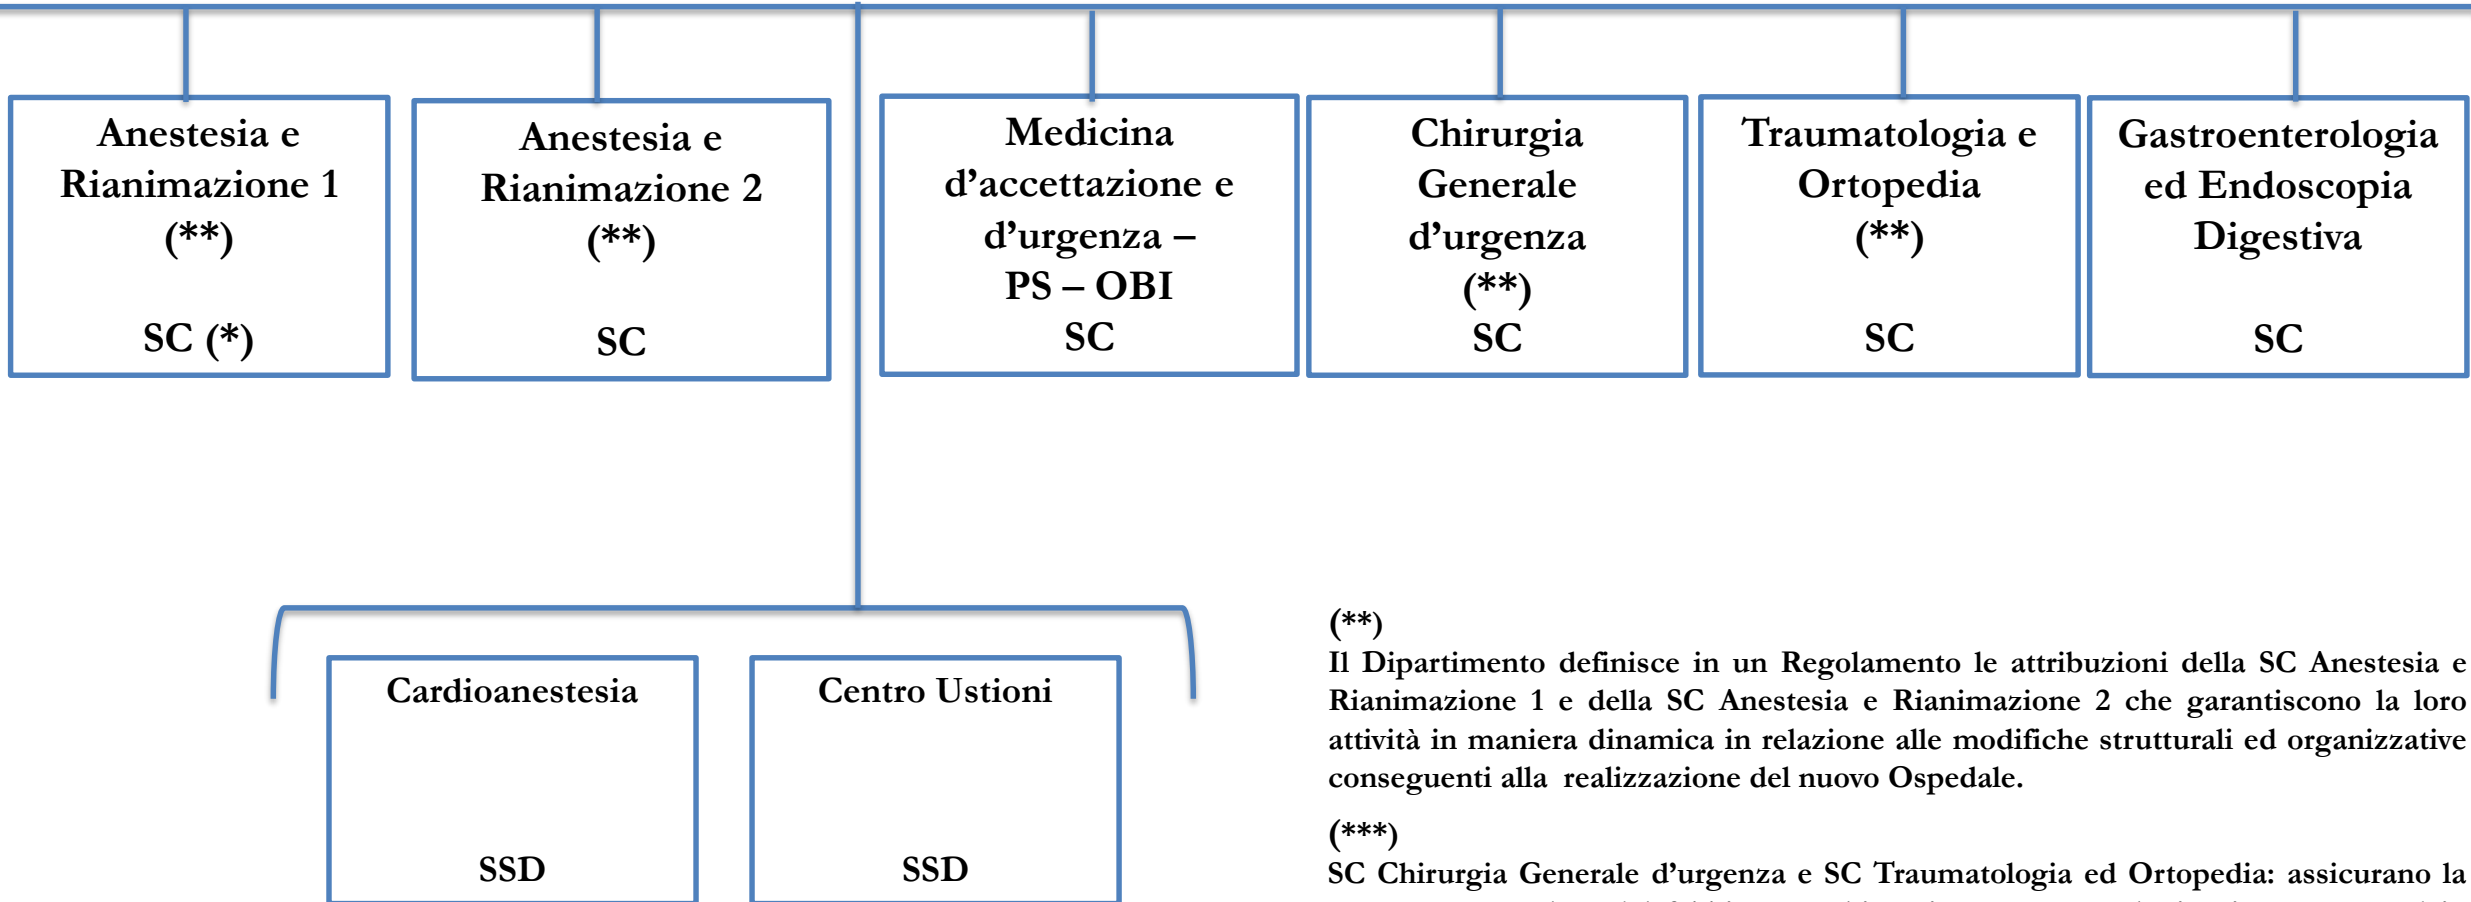 Anestesia e
Rianimazione 1
(**)
SC (*)
Anestesia e
Rianimazione 2
(**)
SC
Medicina
d’accettazione e
d’urgenza –
PS – OBI
SC
Chirurgia
Generale
d’urgenza
(**)
SC
Traumatologia e
Ortopedia
(**)
SC
Gastroenterologia
ed Endoscopia
Digestiva
SC
Cardioanestesia
SSD
Centro Ustioni
SSD
(**)
Il Dipartimento definisce in un Regolamento le attribuzioni della SC Anestesia e
Rianimazione 1 e della SC Anestesia e Rianimazione 2 che garantiscono la loro
attività in maniera dinamica in relazione alle modifiche strutturali ed organizzative
conseguenti alla realizzazione del nuovo Ospedale.
(***)
SC Chirurgia Generale d’urgenza e SC Traumatologia ed Ortopedia: assicurano la